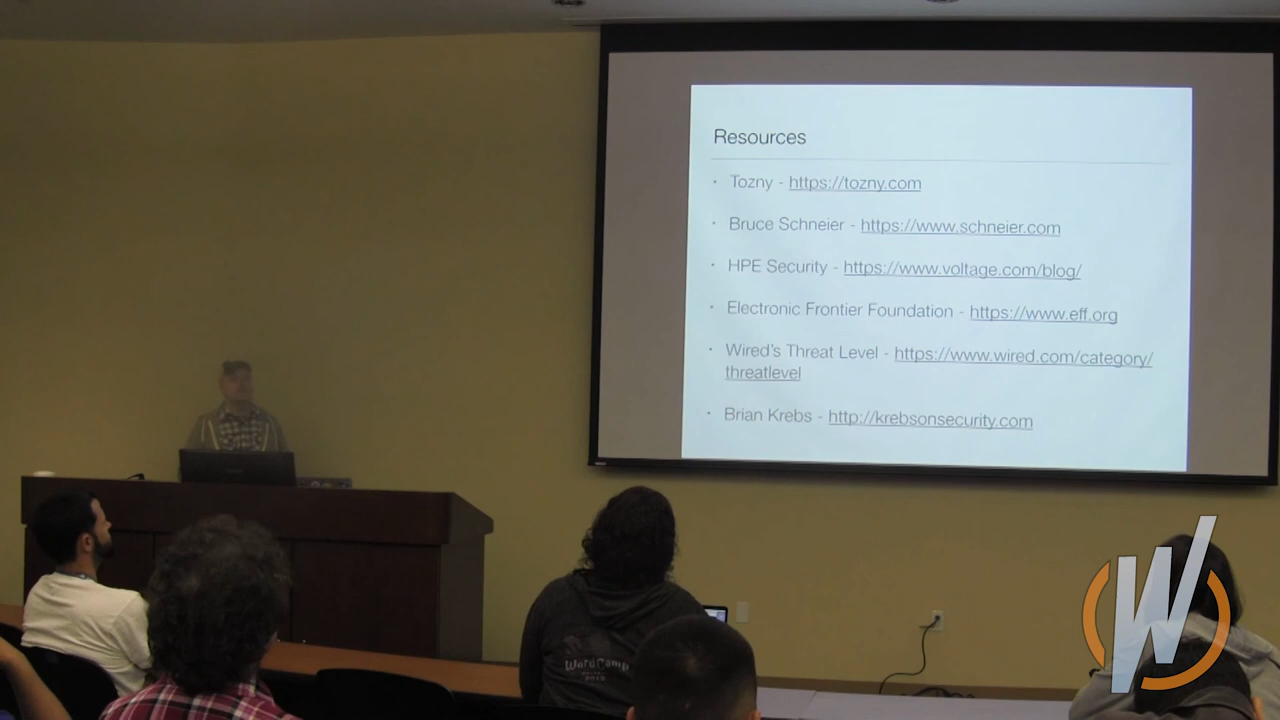 Resources
• Tozny - https://tozny.com
• Bruce Schneier - https://www.schneier.com
• HPE Security - https://www.voltage.com/blog/
• Electronic Frontier Foundation - https://www.eff.org
• Wired's Threat Level - https://www.wired.com/category/
threatlevel
• Brian Krebs - http://krebsonsecurity.com
WordCamp
W